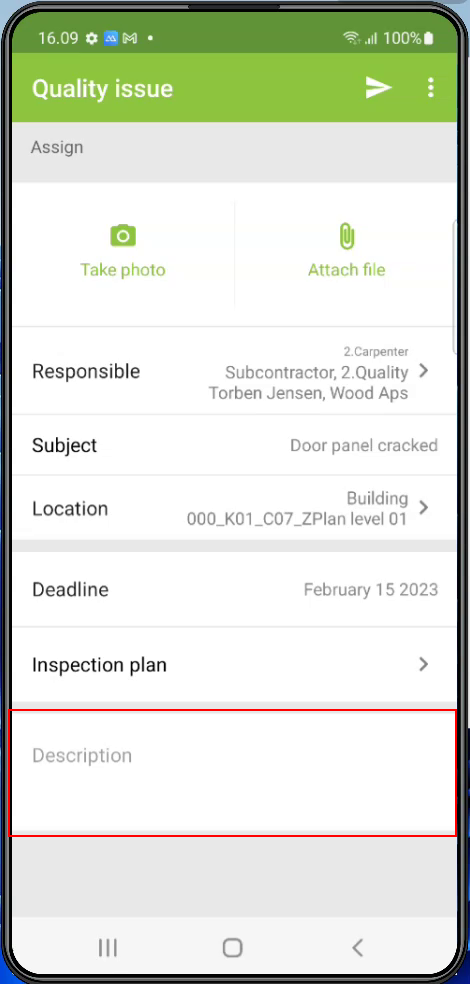 16.09 100%
Quality issue
Assign
Take photo
Attach file
2.Carpenter
Responsible
Subcontractor, 2.Quality
Torben Jensen, Wood Aps
Subject
Door panel cracked
Location
Building
000_K01_C07_ZPlan level 01
Deadline
February 15 2023
Inspection plan
Description